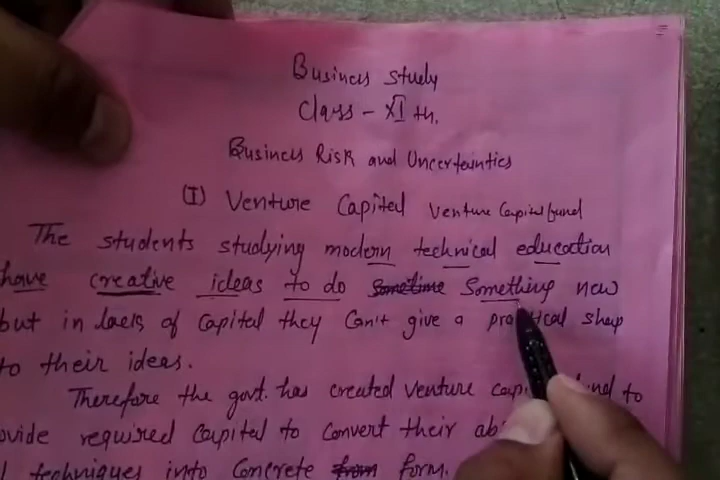 Business Study
Class - XI th.
Business Risk and Uncertainties
(I) Venture Capital Venture Capital fund
The students studying modern technical education
have creative ideas to do sometime Something new
but in lack of Capital they Can't give a practical shap
to their ideas.
Therefore the govt. has created venture to
required Capital to convert their
techniques into Concrete from form.